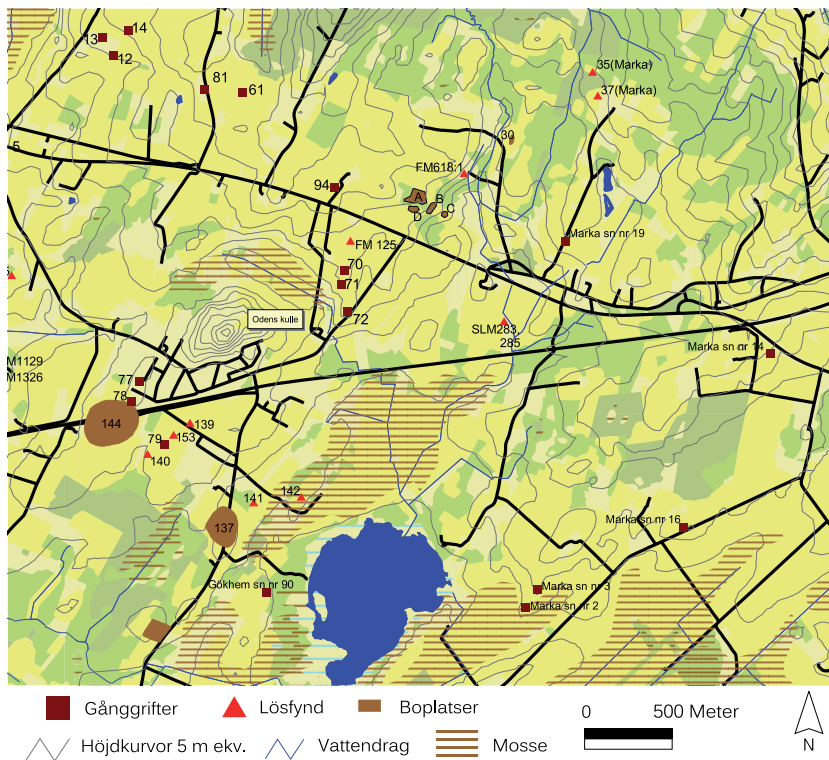 14
13
12
81
61
35(Marka)
37(Marka)
30
5
FM618:1
94
A
B
C
D
Marka sn nr 19
FM 125
70
71
72
Odens kulle
SLM283,
285
Marka sn nr 14
M1129
M1326
77
78
144
139
153
79
140
142
141
137
Marka sn nr 16
Gökhem sn nr 90
Marka sn nr 3
Marka sn nr 2
Gånggrifter
Lösfynd
Boplatser
0 500 Meter
Höjdkurvor 5 m ekv.
Vattendrag
Mosse
N